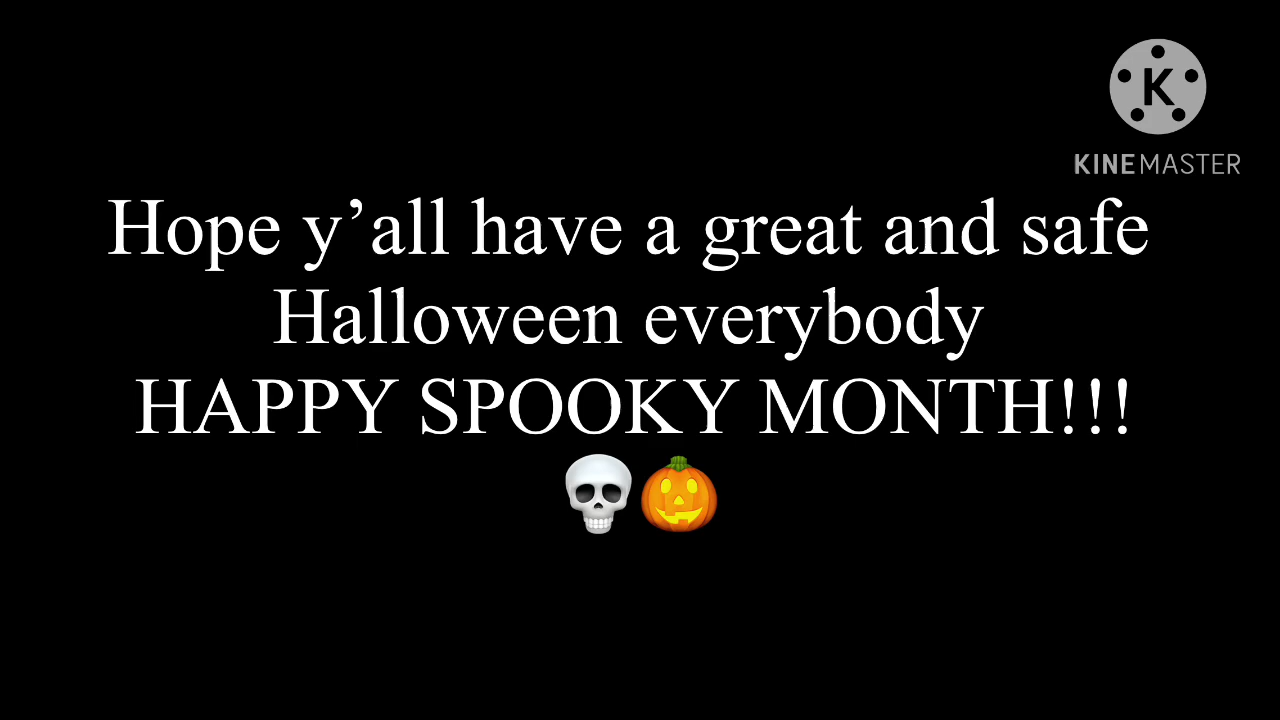 K
KINEMASTER
Hope y’all have a great and safe
Halloween everybody
HAPPY SPOOKY MONTH!!!
💀🎃